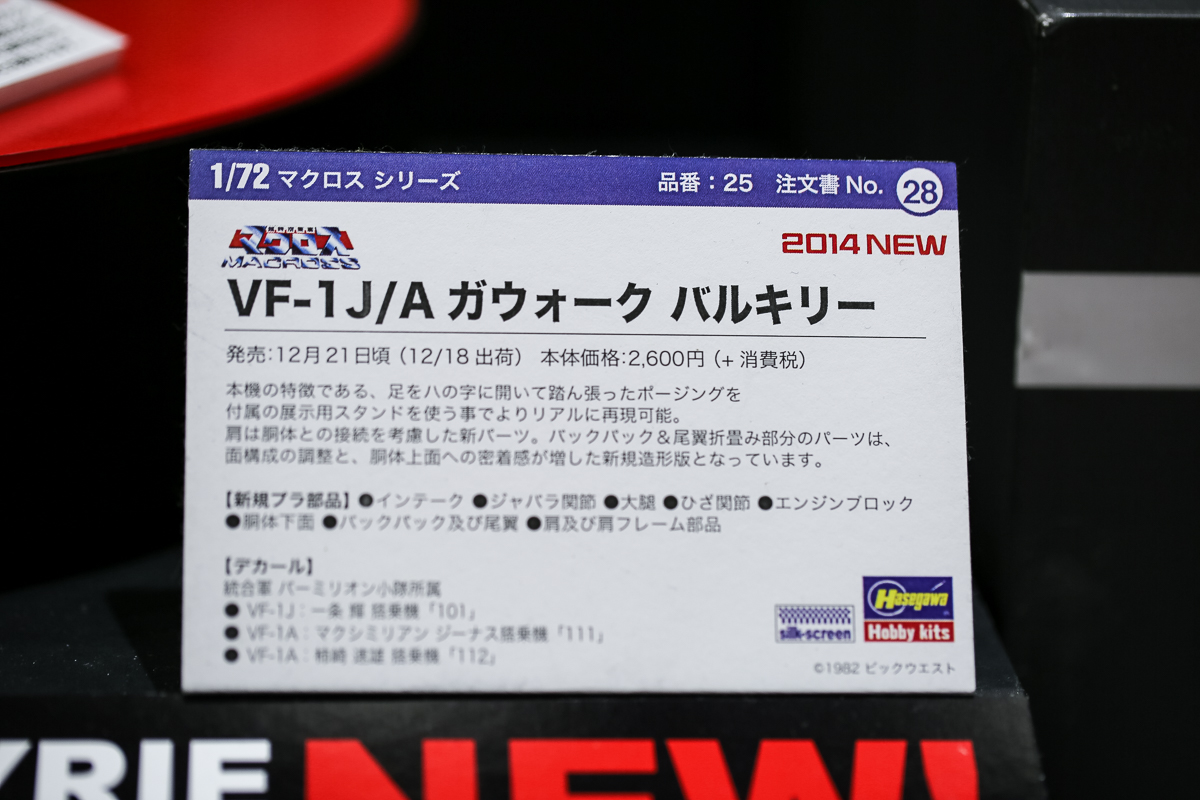 1/72 マクロス シリーズ 品番：25 注文書 No. 28
マクロス
MACROSS
2014 NEW
VF-1J/A ガウォーク バルキリー
発売：12月21日頃（12/18 出荷） 本体価格：2,600円（+ 消費税）
本機の特徴である、足をハの字に開いて踏ん張ったポージングを
付属の展示用スタンドを使う事でよりリアルに再現可能。
肩は胴体との接続を考慮した新パーツ。バックパック＆尾翼折畳み部分のパーツは、
面構成の調整と、胴体上面への密着感が増した新規造形版となっています。
【新規プラ部品】●インテーク ●ジャバラ関節 ●大腿 ●ひざ関節 ●エンジンブロック
●胴体下面 ●バックパック及び尾翼 ●肩及び肩フレーム部品
【デカール】
統合軍 バーミリオン小隊所属
● VF-1J：一条 輝 搭乗機「101」
● VF-1A：マクシミリアン ジーナス搭乗機「111」
● VF-1A：柿崎 速雄 搭乗機「112」
silk-screen
Hasegawa
Hobby kits
©1982 ビックウエスト
YRIE NEW!